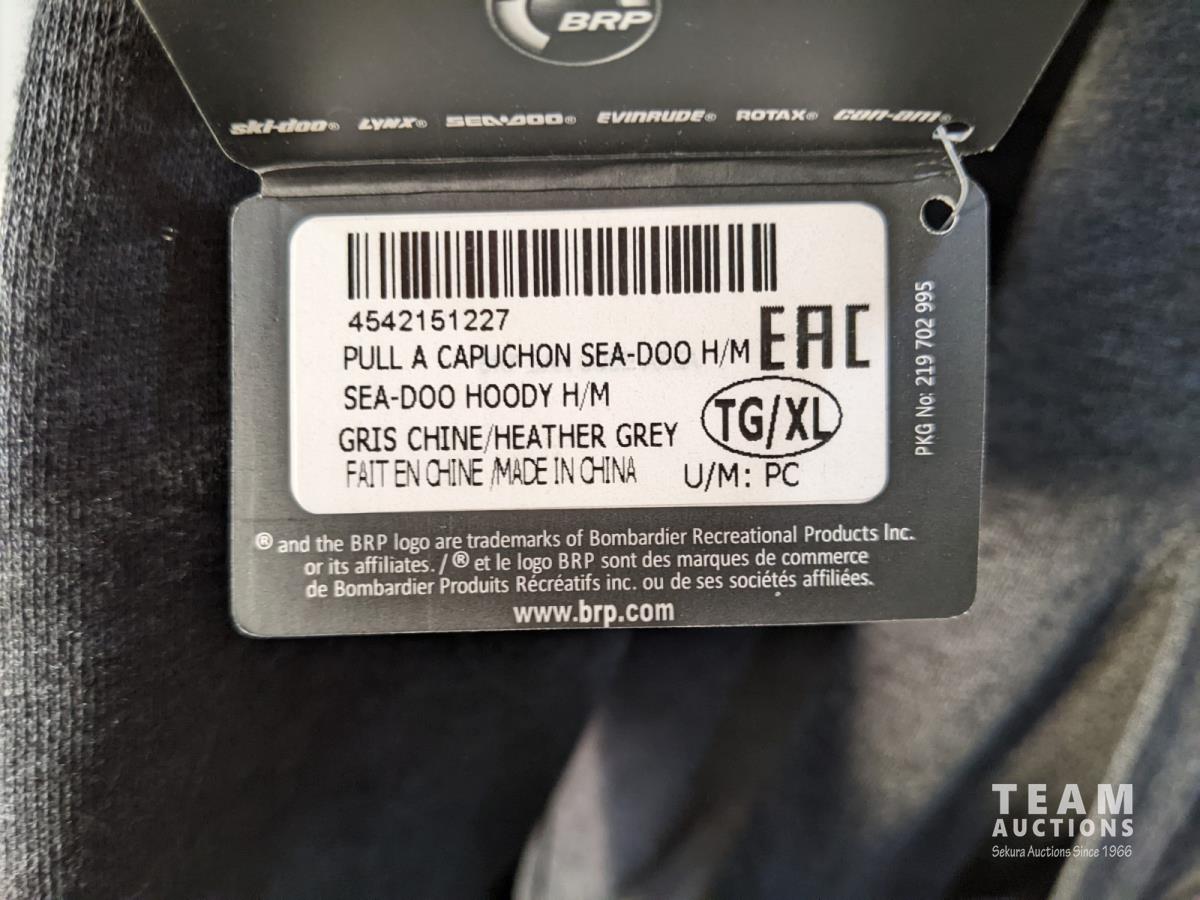 BRP
ski-doo® LYNX® SEA-DOO® EVINRUDE® ROTAX® can-am®
4542151227
EAC
PULL A CAPUCHON SEA-DOO H/M
SEA-DOO HOODY H/M
TG/XL
GRIS CHINE/HEATHER GREY
FAIT EN CHINE /MADE IN CHINA
U/M: PC
PKG No: 219 702 995
® and the BRP logo are trademarks of Bombardier Recreational Products Inc.
or its affiliates. / ® et le logo BRP sont des marques de commerce
de Bombardier Produits Récréatifs inc. ou de ses sociétés affiliées.
www.brp.com
TEAM
AUCTIONS
Sekura Auctions Since 1966